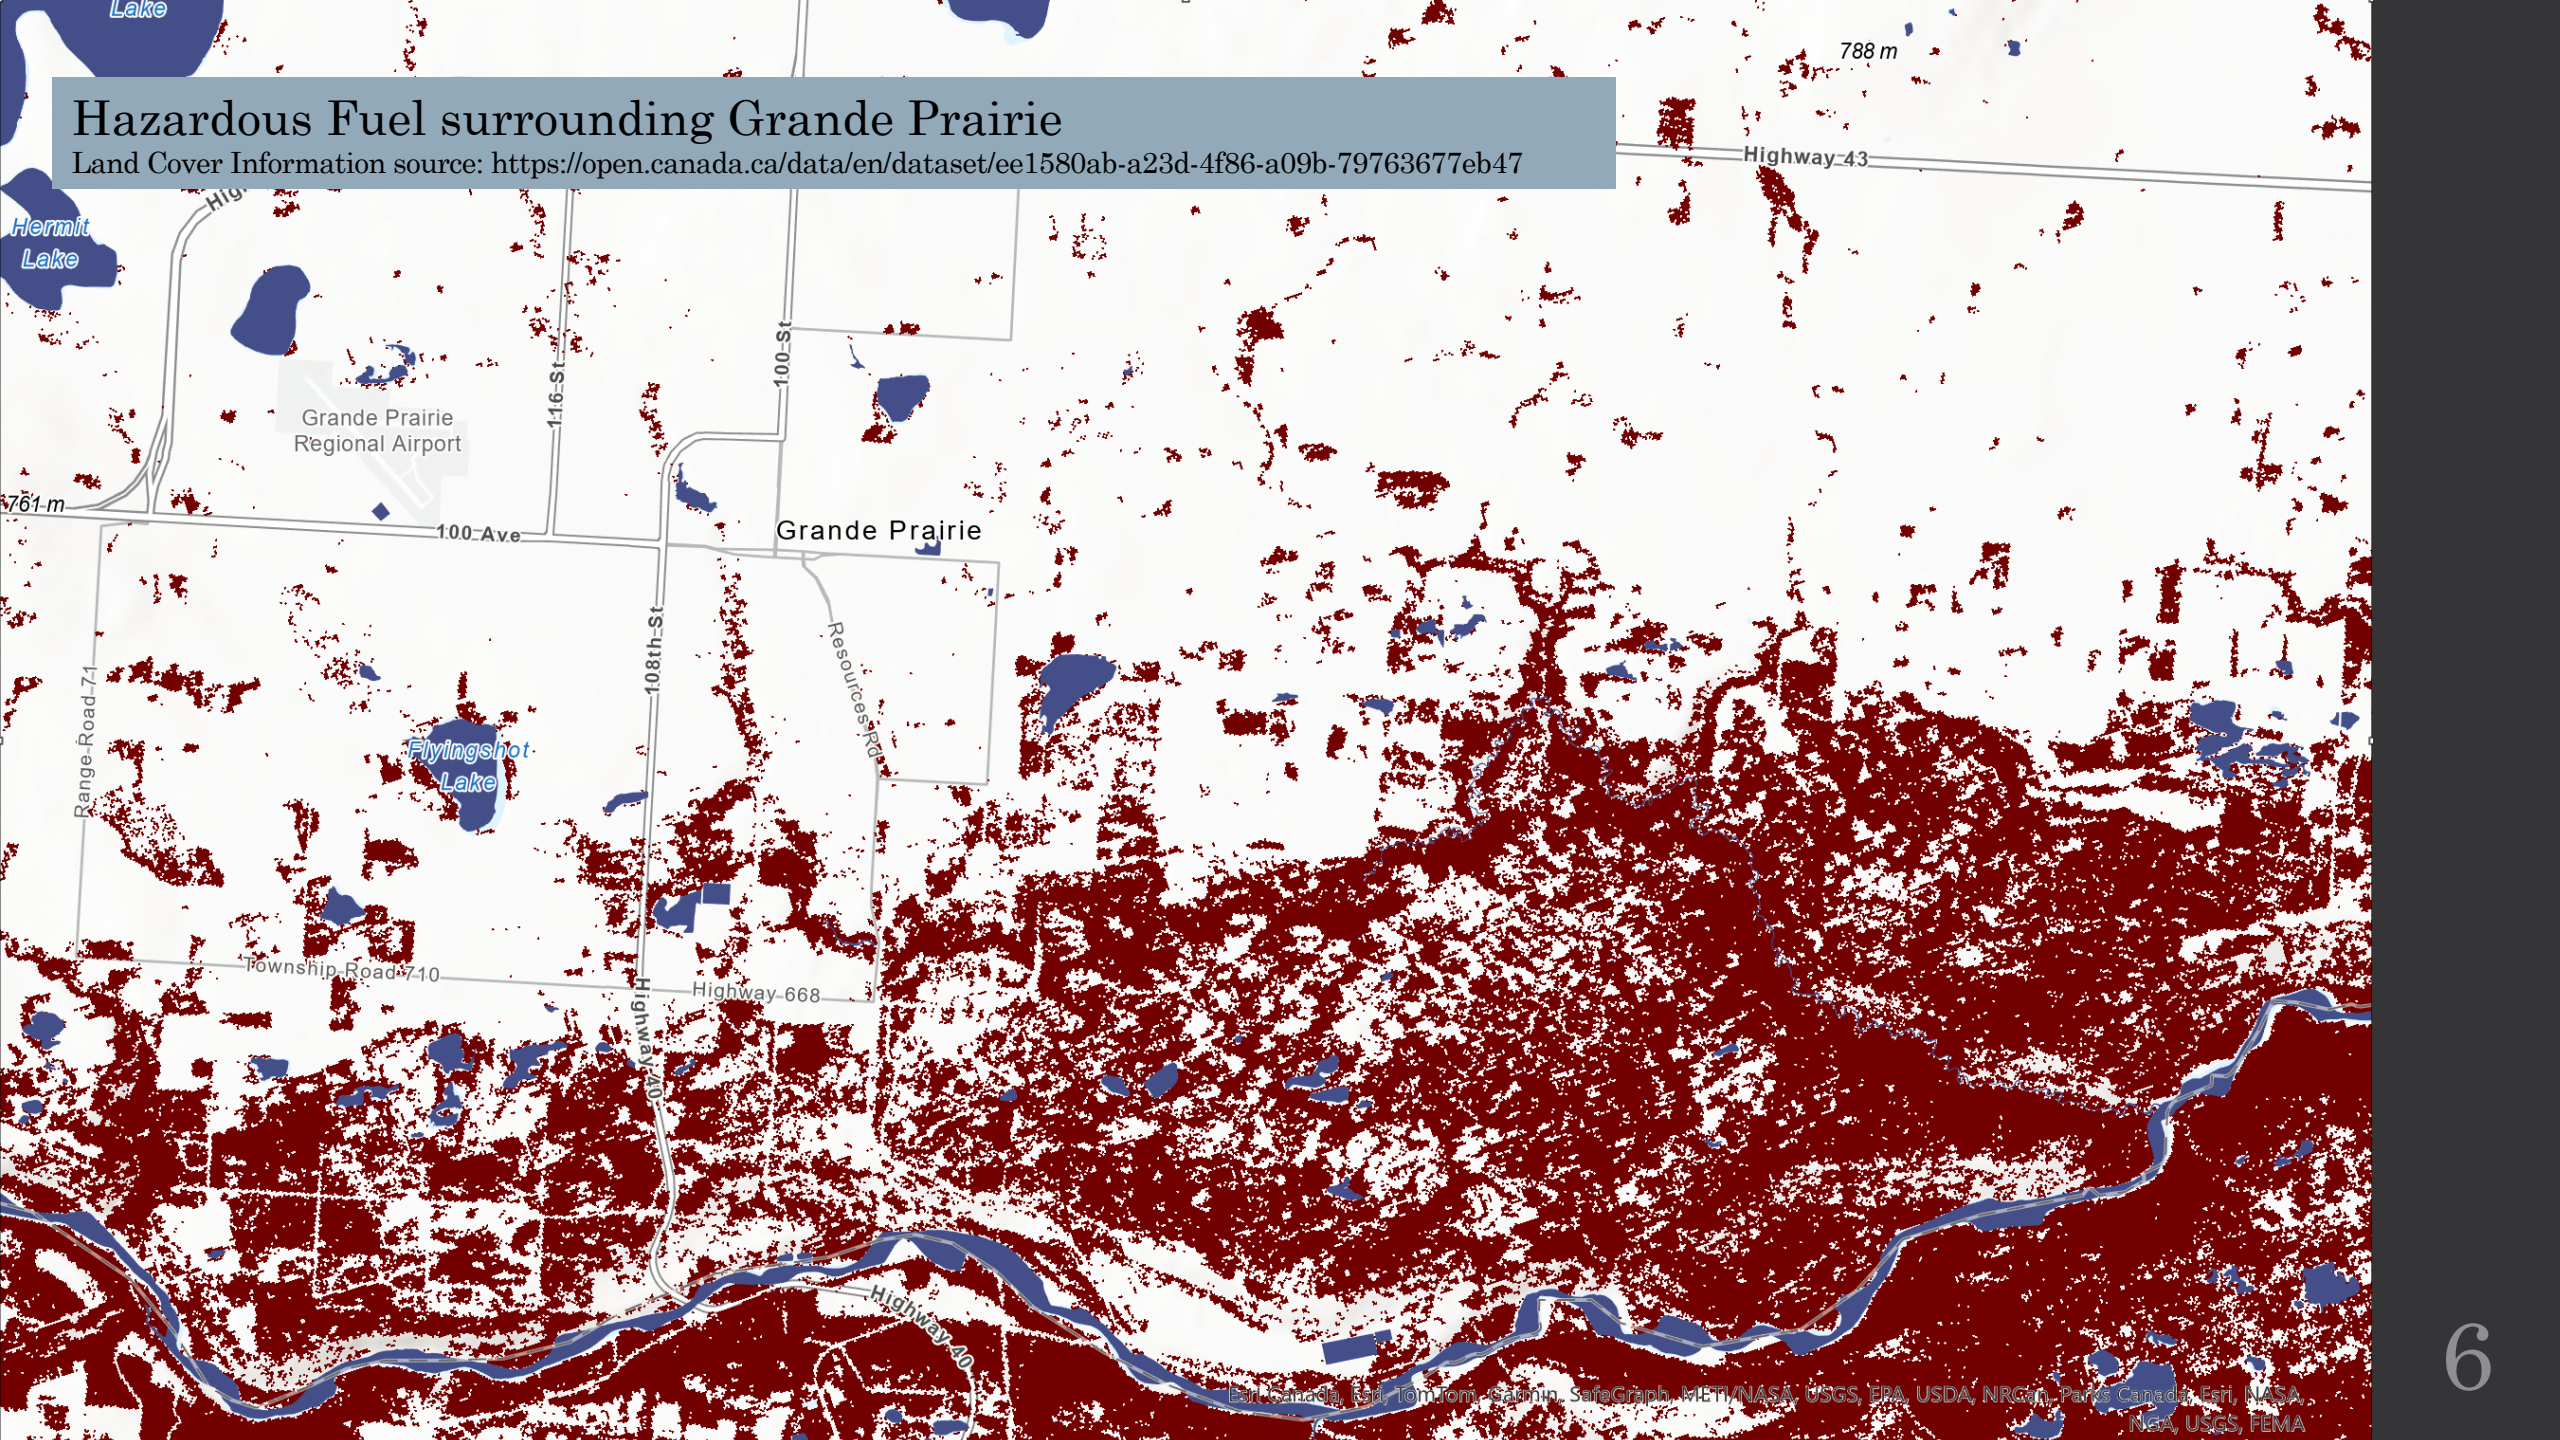 Lake
788 m
Hazardous Fuel surrounding Grande Prairie
Land Cover Information source: https://open.canada.ca/data/en/dataset/ee1580ab-a23d-4f86-a09b-79763677eb47
Highway 43
Hermit
Lake
100 St
116 St
Grande Prairie
Regional Airport
761 m
100 Ave
Grande Prairie
108th St
Resources Rd
Range Road 71
Flyingshot
Lake
Township Road 710
Highway 668
Highway 40
Highway 40
6
Esri Canada, Esri, TomTom, Garmin, SafeGraph, METI/NASA, USGS, EPA, USDA, NRCan, Parks Canada, Esri, NASA,
NGA, USGS, FEMA